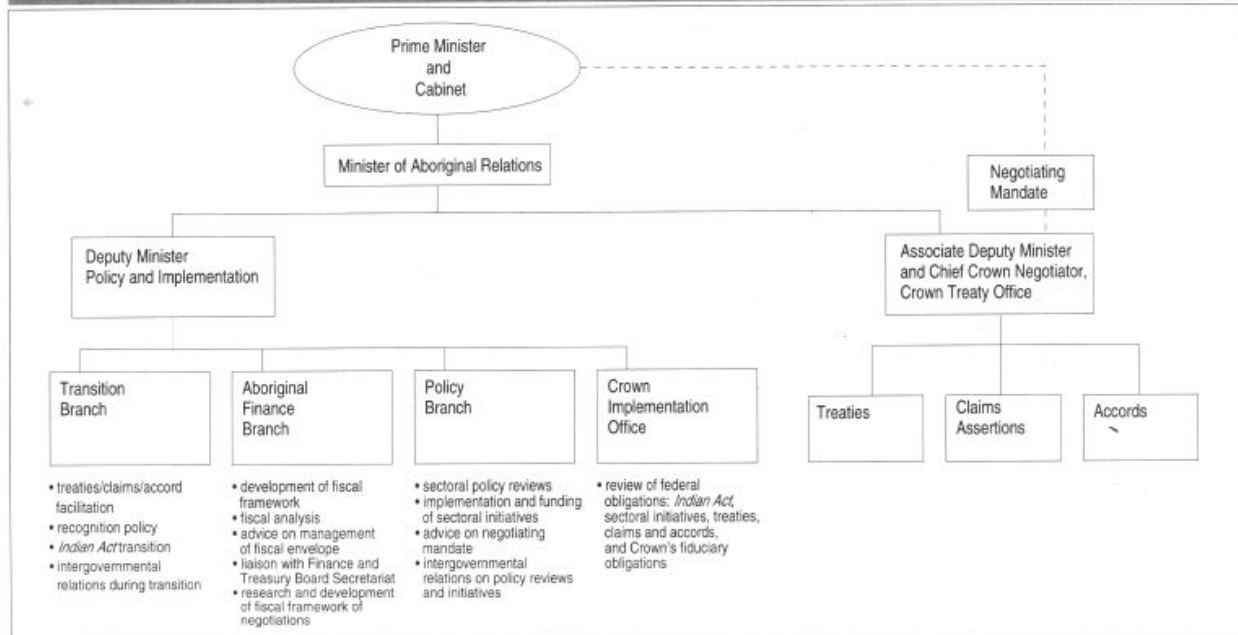 Prime Minister
and
Cabinet
Minister of Aboriginal Relations
Negotiating
Mandate
Deputy Minister
Policy and Implementation
Associate Deputy Minister
and Chief Crown Negotiator,
Crown Treaty Office
Transition
Branch
Aboriginal
Finance
Branch
Policy
Branch
Crown
Implementation
Office
Treaties
Claims
Assertions
Accords
• treaties/claims/accord
facilitation
• recognition policy
• Indian Act transition
• intergovernmental
relations during transition
• development of fiscal
framework
• fiscal analysis
• advice on management
of fiscal envelope
• liaison with Finance and
Treasury Board Secretariat
• research and development
of fiscal framework of
negotiations
• sectoral policy reviews
• implementation and funding
of sectoral initiatives
• advice on negotiating
mandate
• intergovernmental
relations on policy reviews
and initiatives
• review of federal
obligations: Indian Act,
sectoral initiatives, treaties,
claims and accords,
and Crown's fiduciary
obligations